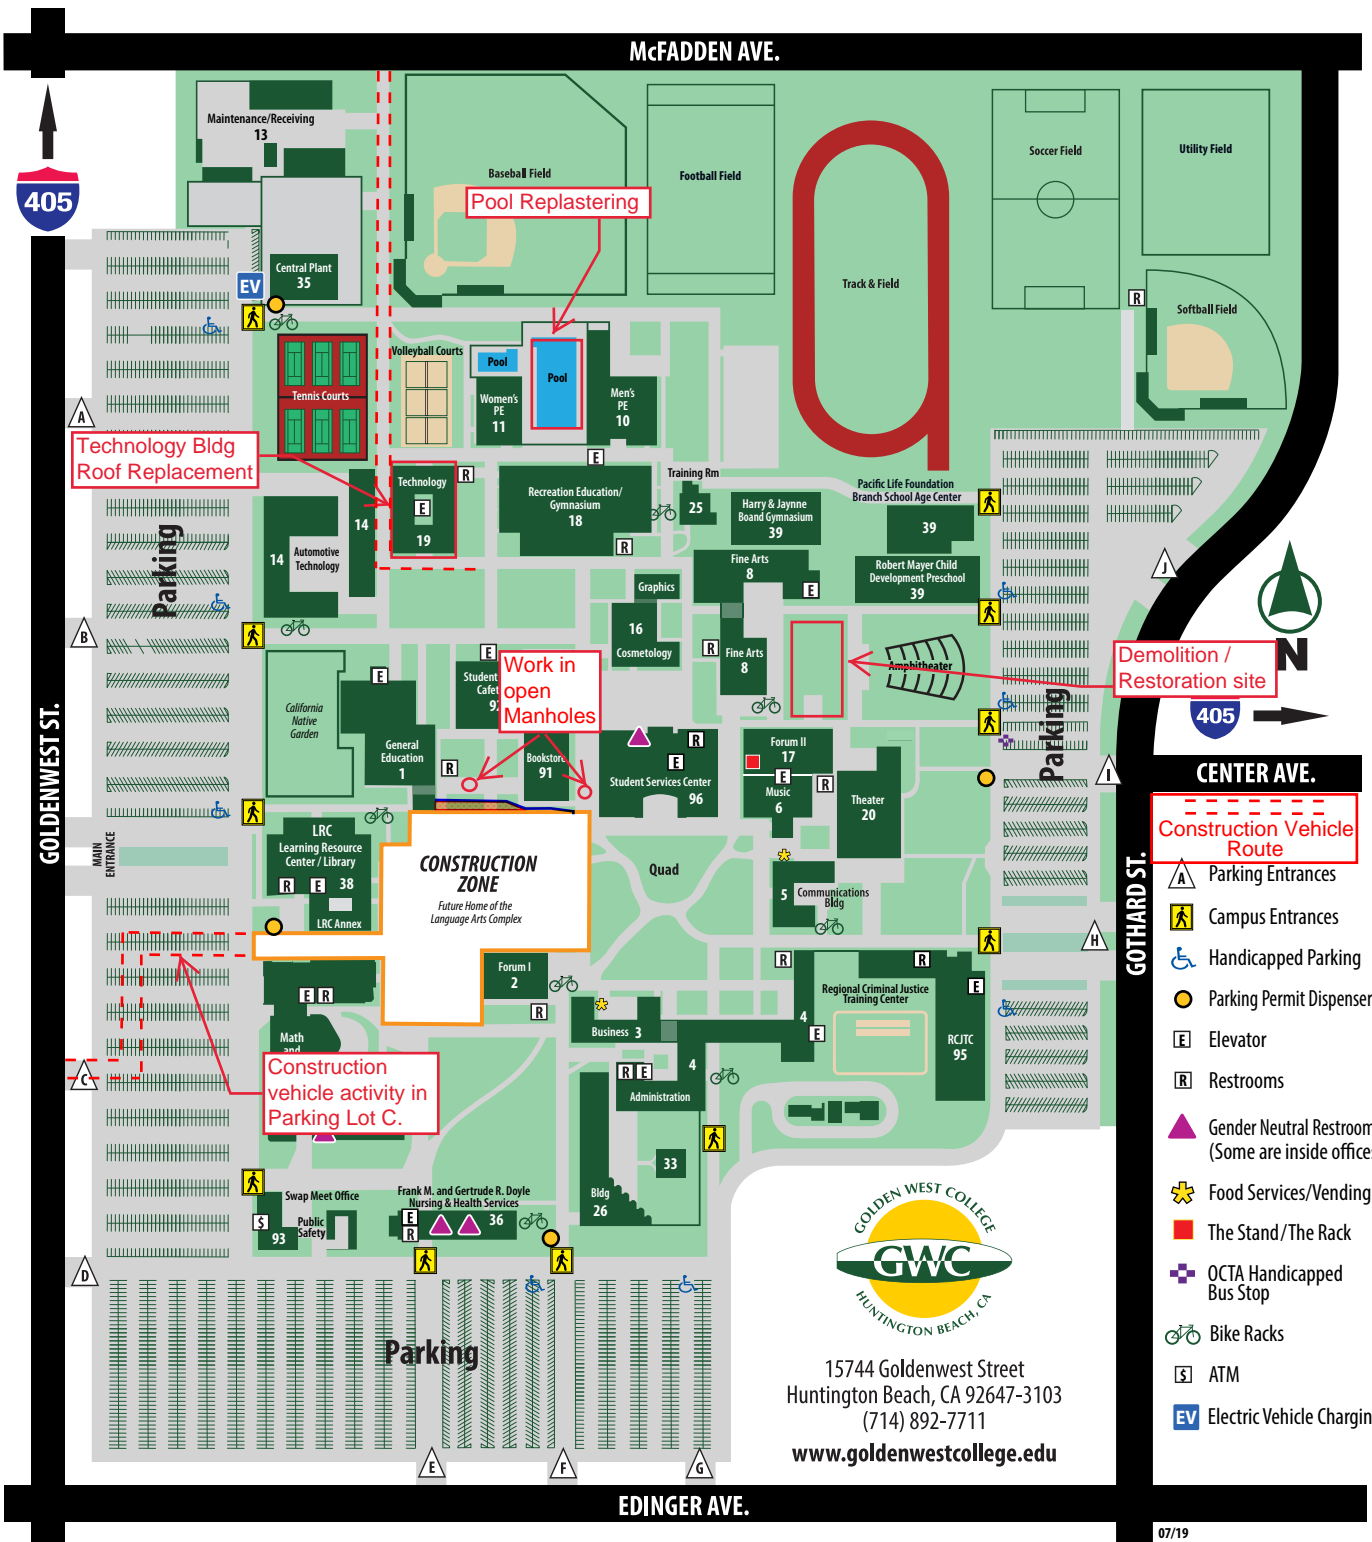 McFADDEN AVE.
405
Maintenance/Receiving
13
Baseball Field
Football Field
Soccer Field
Utility Field
Pool Replastering
Central Plant
35
EV
Track & Field
R
Softball Field
Volleyball Courts
Pool
Pool
Tennis Courts
Women's
PE
11
Men's
PE
10
A
Technology Bldg
Roof Replacement
E
Technology
R
E
19
Recreation Education/
Gymnasium
18
R
Training Rm
25
Harry & Jaynne
Boand Gymnasium
39
Pacific Life Foundation
Branch School Age Center
39
Parking
14
14
Automotive
Technology
Fine Arts
8
E
Robert Mayer Child
Development Preschool
39
J
Graphics
16
Cosmetology
R
Fine Arts
8
Amphitheater
B
N
Demolition /
Restoration site
405
E
Student
Cafet
92
Work in
open
Manholes
E
California
Native
Garden
General
Education
1
R
Bookstore
91
R
E
Student Services Center
96
Forum II
17
E
Music
6
R
Theater
20
Parking
I
CENTER AVE.
GOLDENWEST ST.
MAIN
ENTRANCE
LRC
Learning Resource
Center / Library
R
E
38
LRC Annex
CONSTRUCTION
ZONE
Future Home of the
Language Arts Complex
Quad
5
Communications
Bldg
H
GOTHARD ST.
Construction Vehicle
Route
A
Parking Entrances
Campus Entrances
Handicapped Parking
Parking Permit Dispenser
E
Elevator
R
Restrooms
Gender Neutral Restroom
(Some are inside offices
Food Services/Vending
The Stand/The Rack
OCTA Handicapped
Bus Stop
Bike Racks
$
ATM
EV
Electric Vehicle Chargin
Forum I
2
R
E
R
Math
and
C
Construction
vehicle activity in
Parking Lot C.
Business
3
R
E
4
Administration
R
4
E
Regional Criminal Justice
Training Center
R
E
RCJTC
95
33
Bldg
26
Swap Meet Office
$
93
Public
Safety
Frank M. and Gertrude R. Doyle
Nursing & Health Services
E
R
36
D
Parking
E
F
G
GOLDEN WEST COLLEGE
GWC
HUNTINGTON BEACH, CA
15744 Goldenwest Street
Huntington Beach, CA 92647-3103
(714) 892-7711
www.goldenwestcollege.edu
EDINGER AVE.
07/19